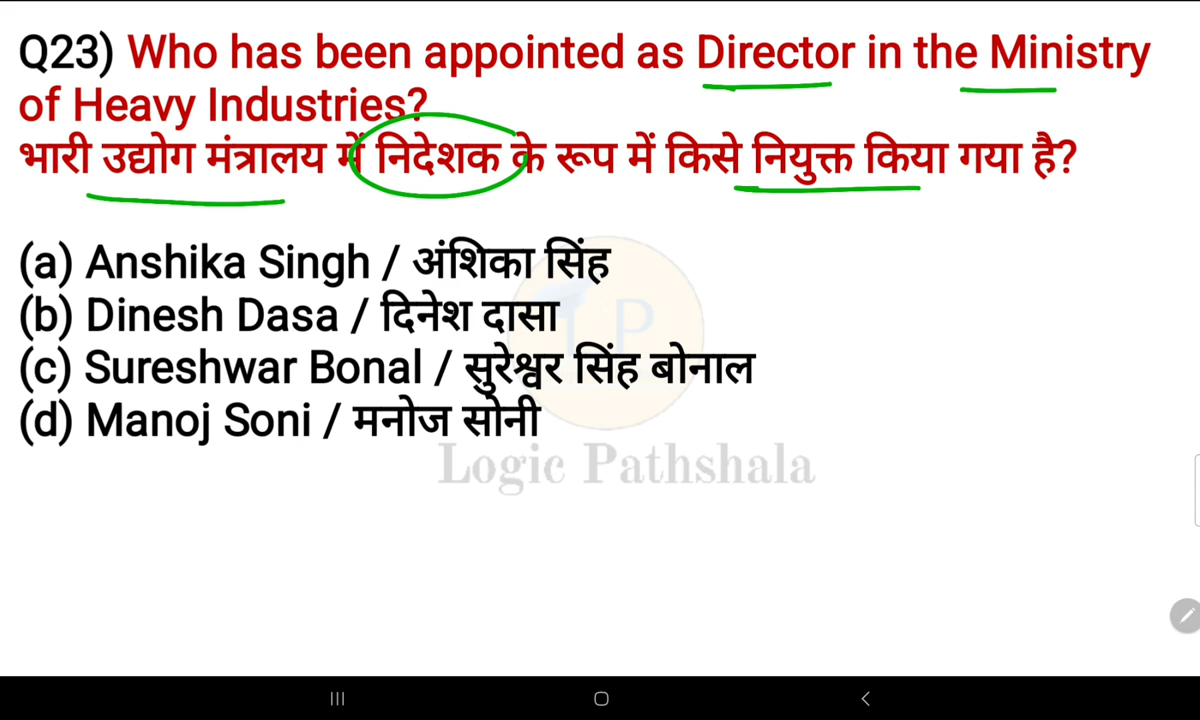 Q23) Who has been appointed as Director in the Ministry
of Heavy Industries?
भारी उद्योग मंत्रालय में निदेशक के रूप में किसे नियुक्त किया गया है?
(a) Anshika Singh / अंशिका सिंह
(b) Dinesh Dasa / दिनेश दासा
(c) Sureshwar Bonal / सुरेश्वर सिंह बोनाल
(d) Manoj Soni / मनोज सोनी
LP
Logic Pathshala